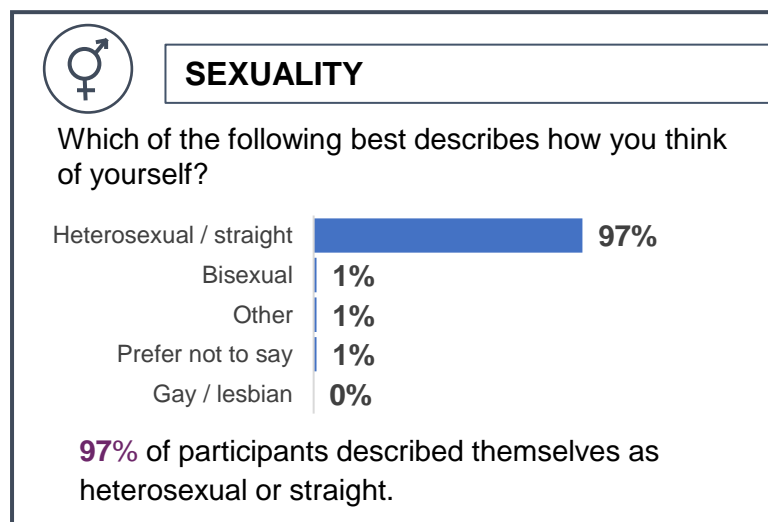 SEXUALITY
Which of the following best describes how you think
of yourself?
Heterosexual / straight 97%
Bisexual 1%
Other 1%
Prefer not to say 1%
Gay / lesbian 0%
97% of participants described themselves as
heterosexual or straight.